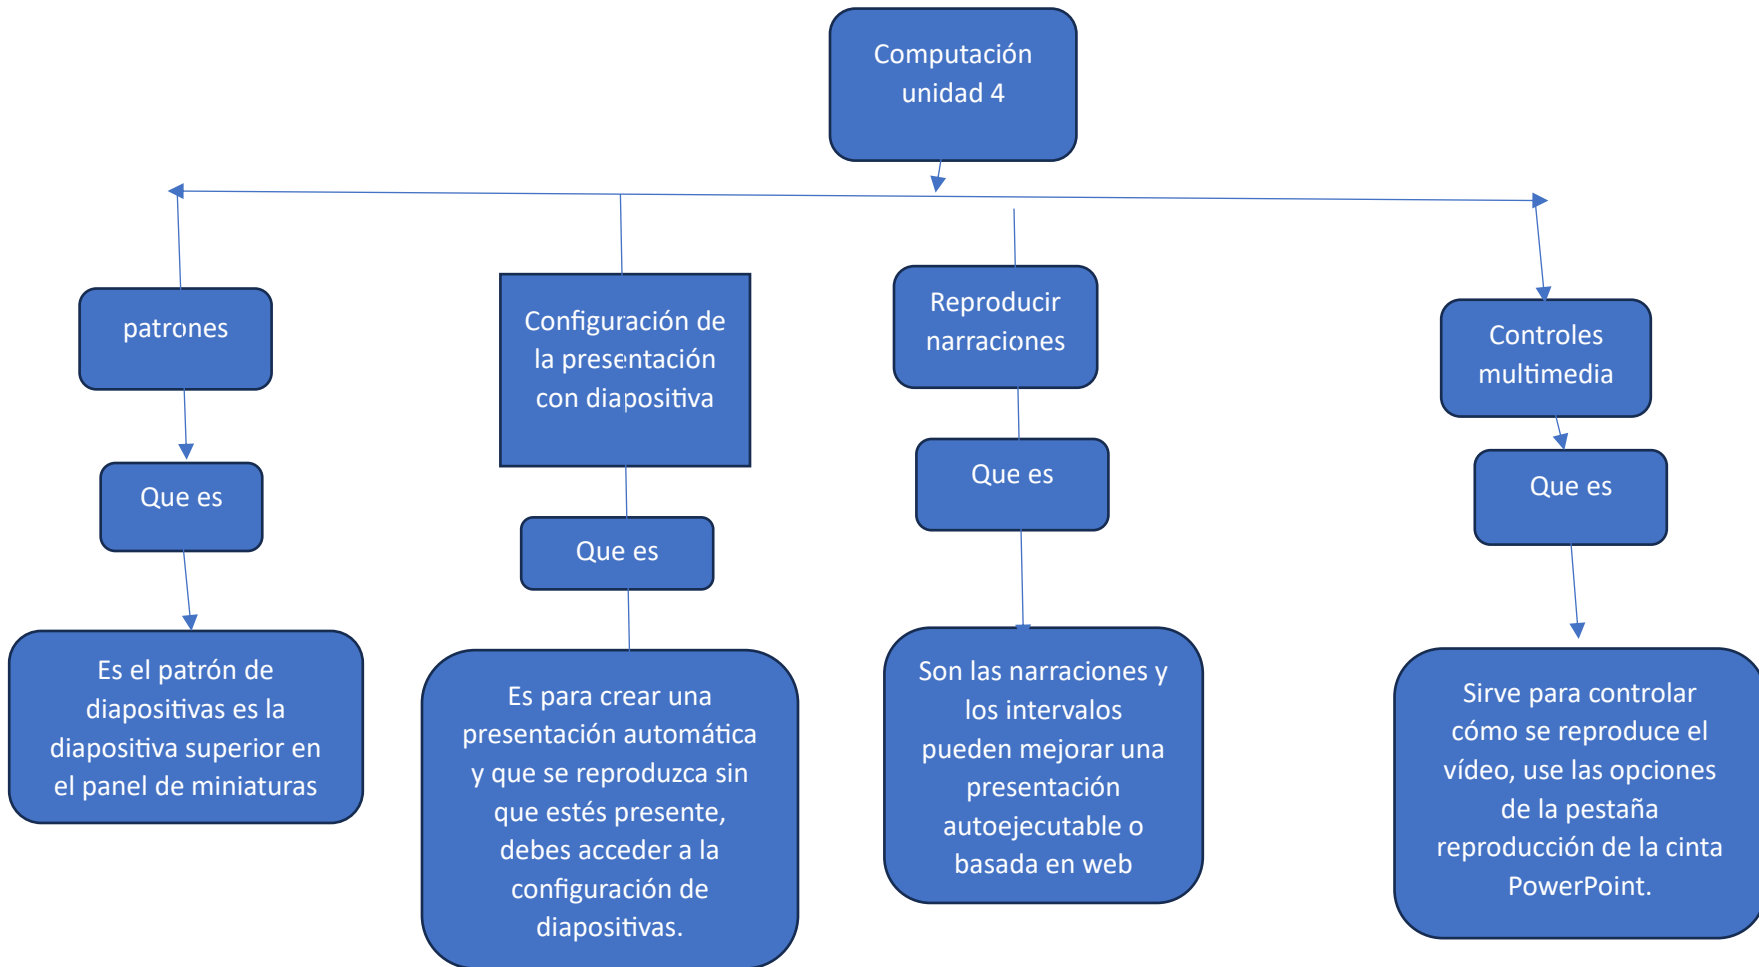 Computación
unidad 4
patrones
Configuración de
la presentación
con diapositiva
Reproducir
narraciones
Controles
multimedia
Que es
Que es
Que es
Que es
Es el patrón de
diapositivas es la
diapositiva superior en
el panel de miniaturas
Es para crear una
presentación automática
y que se reproduzca sin
que estés presente,
debes acceder a la
configuración de
diapositivas.
Son las narraciones y
los intervalos
pueden mejorar una
presentación
autoejecutable o
basada en web
Sirve para controlar
cómo se reproduce el
vídeo, use las opciones
de la pestaña
reproducción de la cinta
PowerPoint.